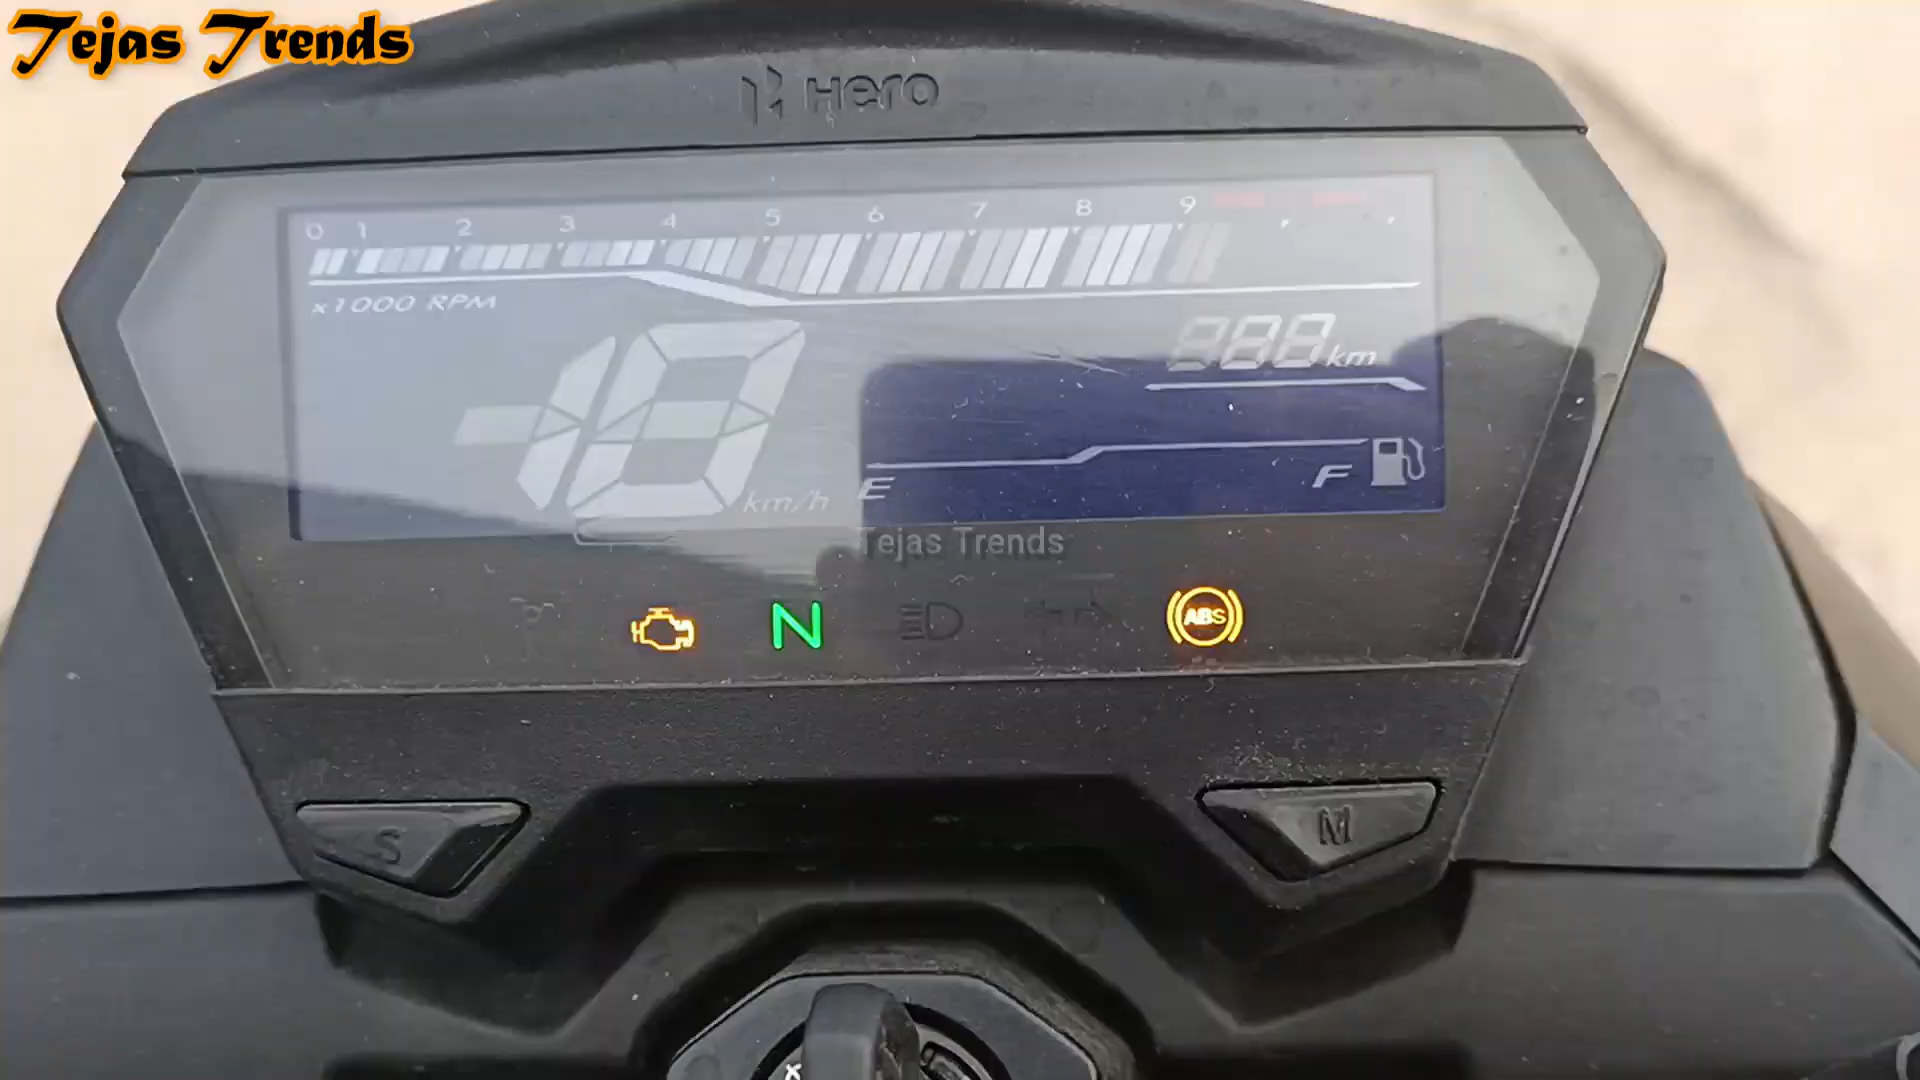 Tejas Trends
Hero
0 1 2 3 4 5 6 7 8 9
x1000 RPM
888 km
18 km/h
E F
Tejas Trends
N ABS
S M